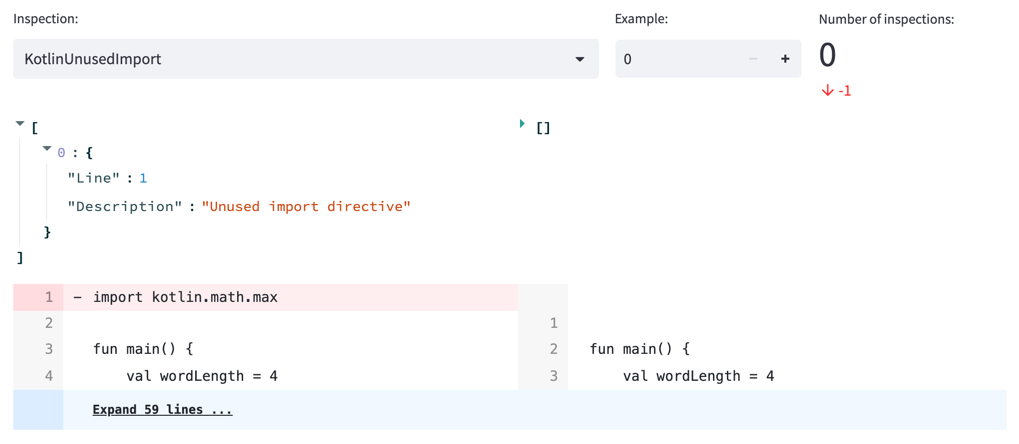 Inspection: Example: Number of inspections:
KotlinUnusedImport 0 − + 0
↓ -1
[ []
0 : {
"Line" : 1
"Description" : "Unused import directive"
}
]
1 − import kotlin.math.max
2 1
3 fun main() { 2 fun main() {
4 val wordLength = 4 3 val wordLength = 4
Expand 59 lines ...